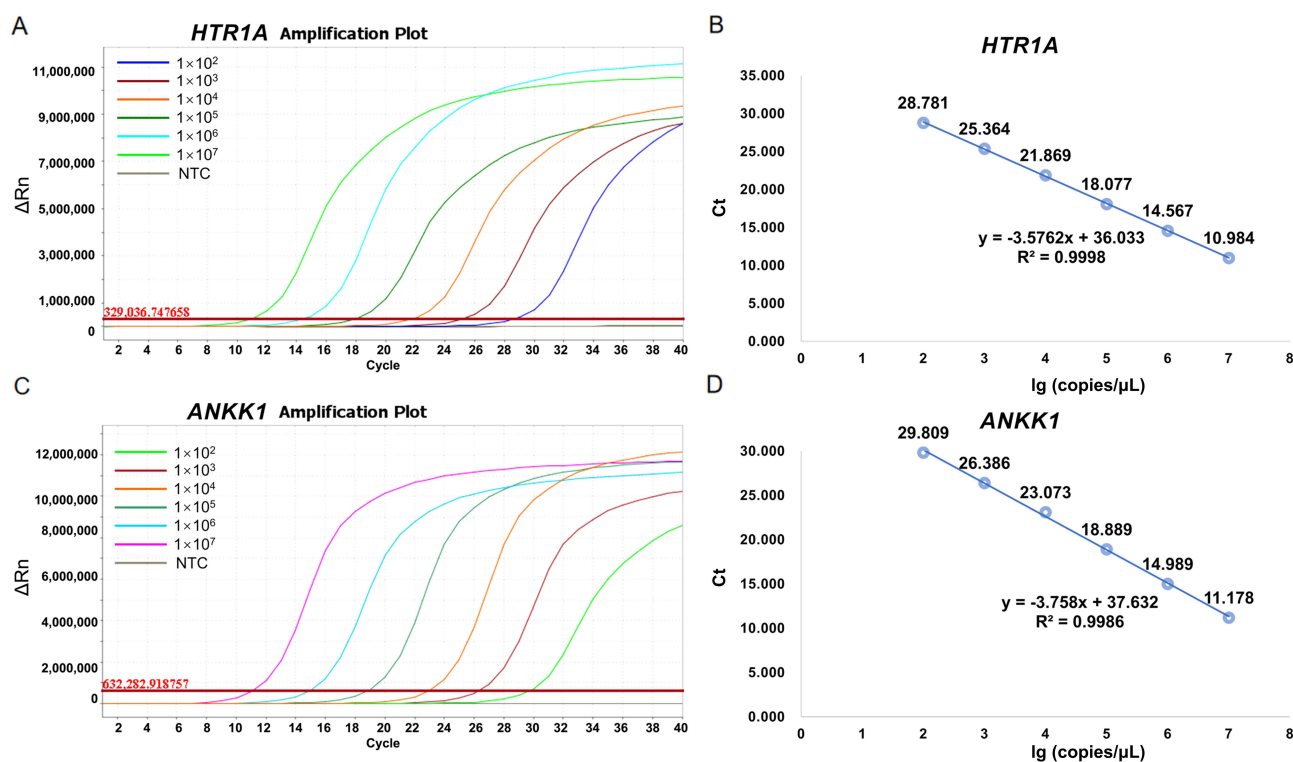 A
HTR1A Amplification Plot
ΔRn
11,000,000
9,000,000
7,000,000
5,000,000
3,000,000
1,000,000
0
1×10²
1×10³
1×10⁴
1×10⁵
1×10⁶
1×10⁷
NTC
329,036.747658
2 4 6 8 10 12 14 16 18 20 22 24 26 28 30 32 34 36 38 40
Cycle
B
HTR1A
Ct
35.000
30.000
25.000
20.000
15.000
10.000
5.000
0.000
28.781
25.364
21.869
18.077
14.567
10.984
y = -3.5762x + 36.033
R² = 0.9998
0 1 2 3 4 5 6 7 8
lg (copies/μL)
C
ANKK1 Amplification Plot
ΔRn
12,000,000
10,000,000
8,000,000
6,000,000
4,000,000
2,000,000
0
1×10²
1×10³
1×10⁴
1×10⁵
1×10⁶
1×10⁷
NTC
632,282.918757
2 4 6 8 10 12 14 16 18 20 22 24 26 28 30 32 34 36 38 40
Cycle
D
ANKK1
Ct
30.000
25.000
20.000
15.000
10.000
5.000
0.000
29.809
26.386
23.073
18.889
14.989
11.178
y = -3.758x + 37.632
R² = 0.9986
0 1 2 3 4 5 6 7 8
lg (copies/μL)